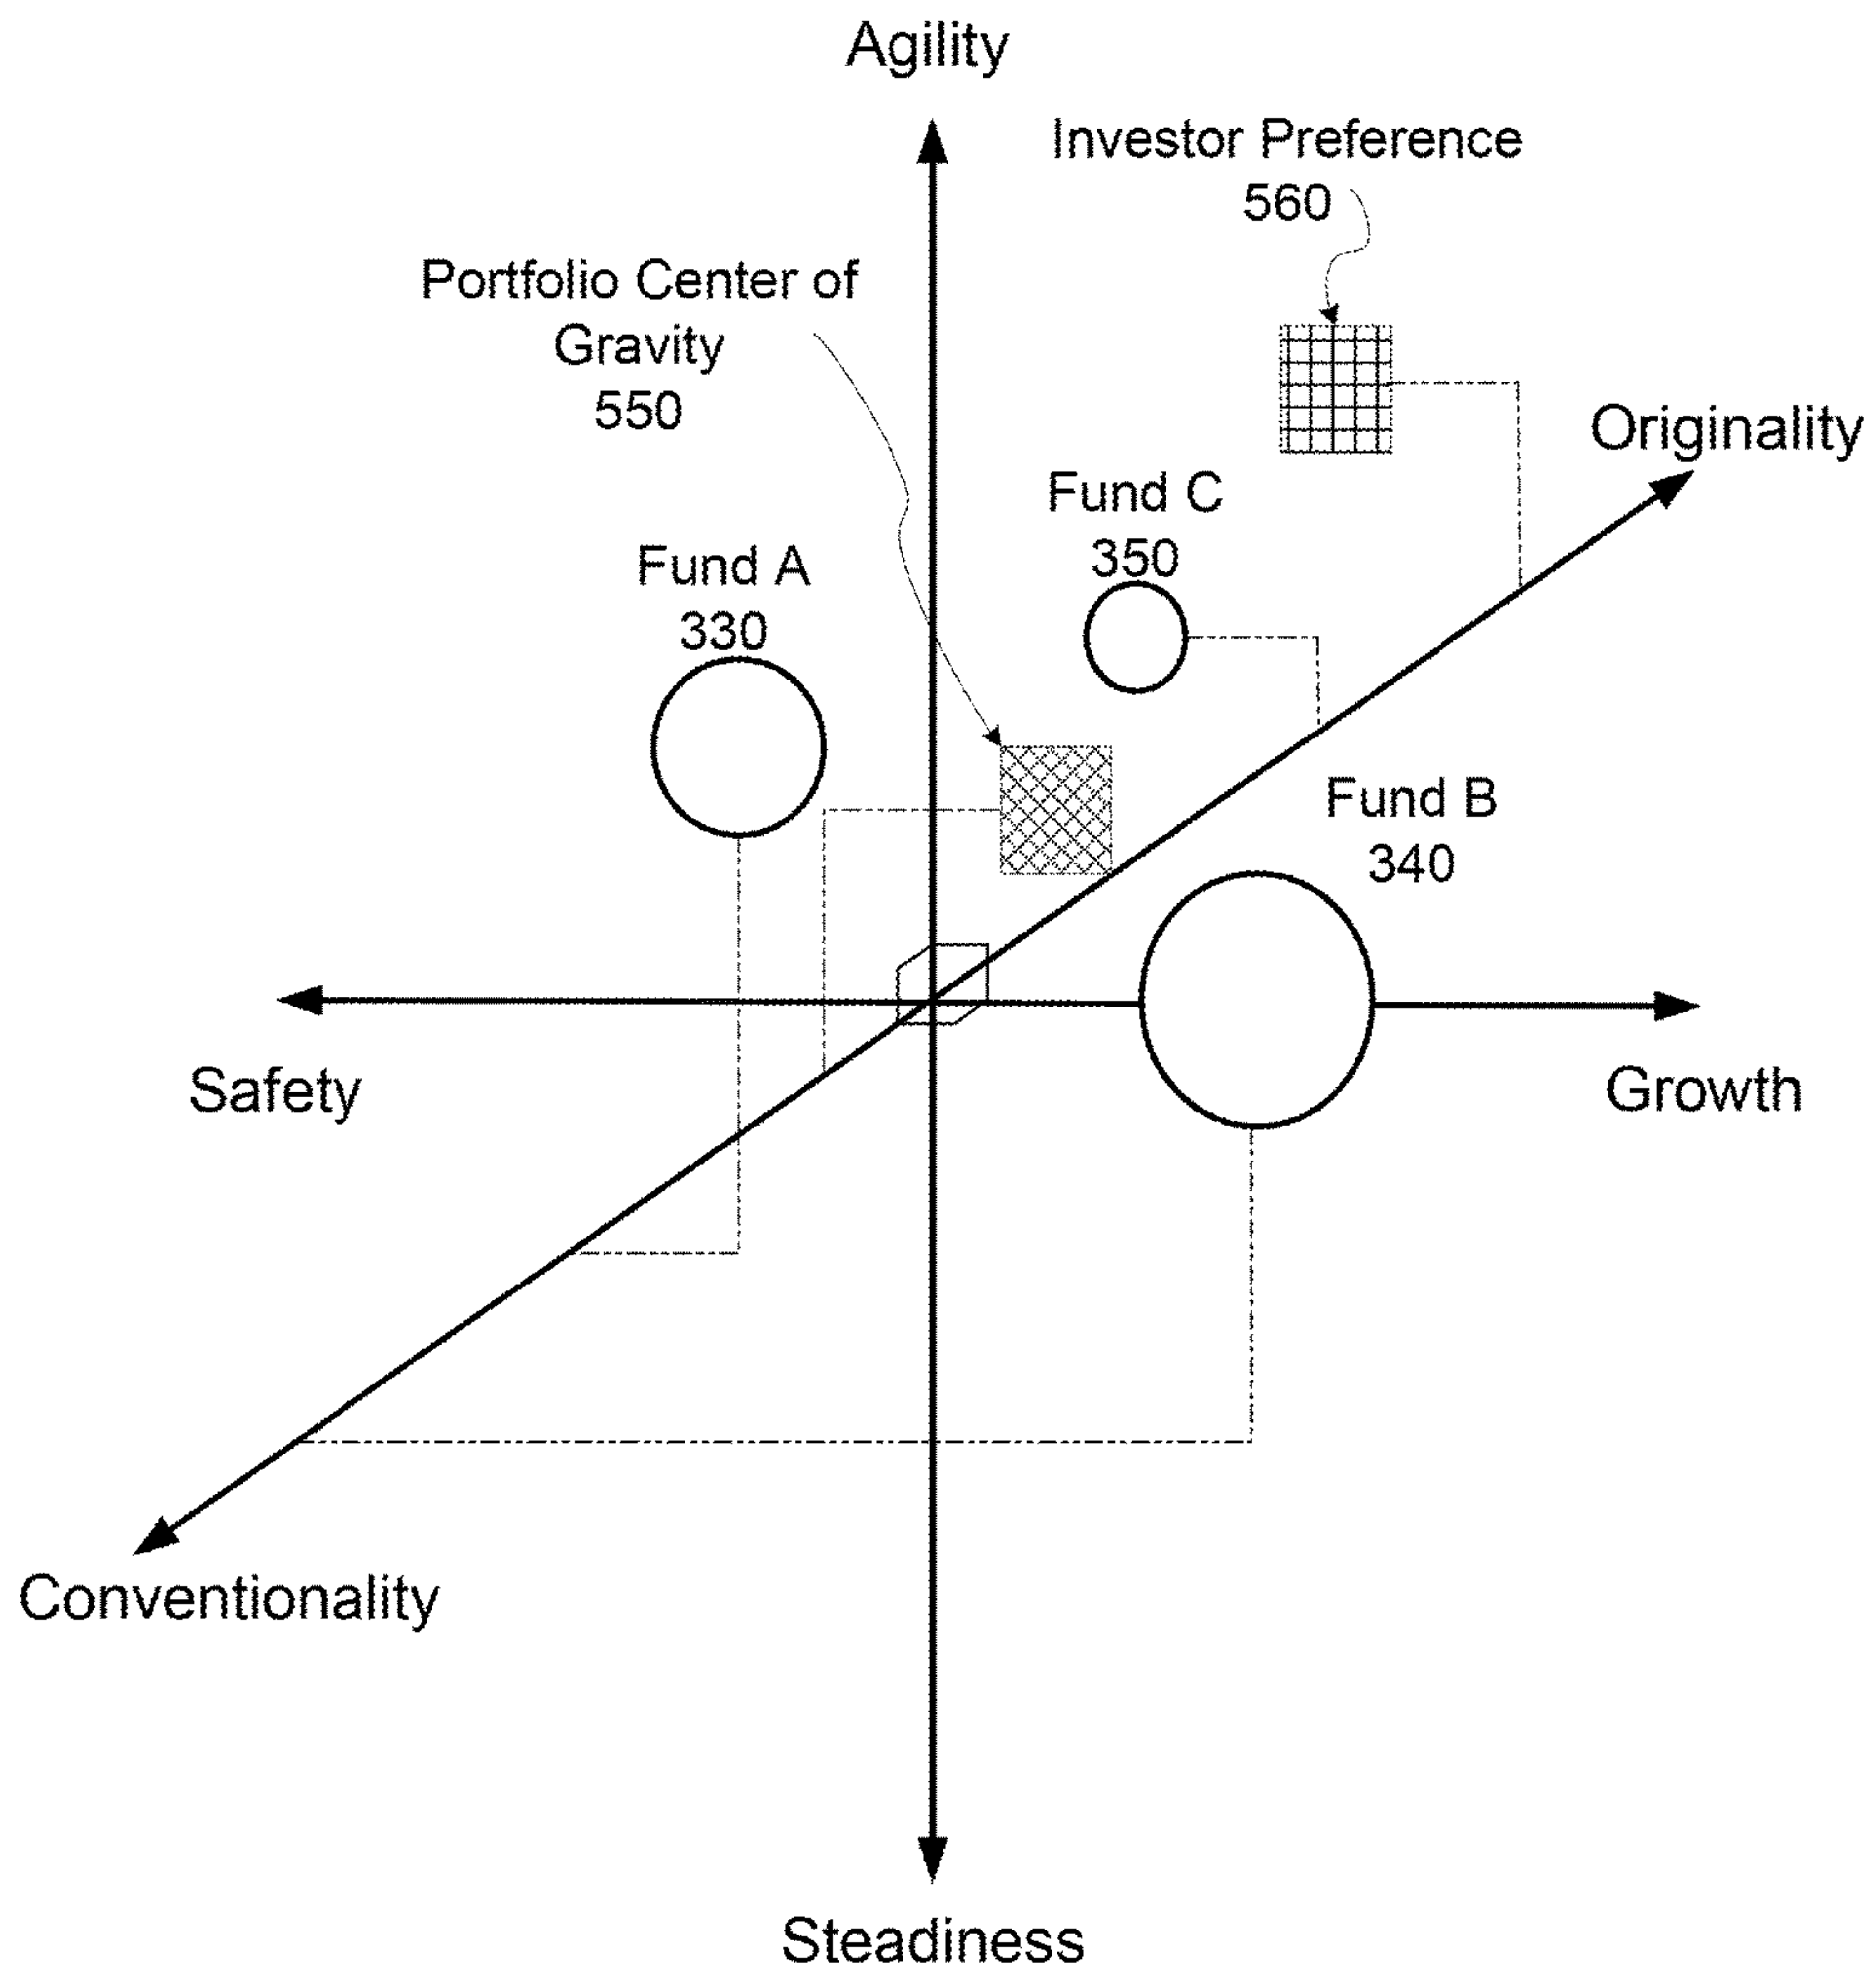 Agility
Investor Preference
560
Portfolio Center of
Gravity
550
Originality
Fund C
350
Fund A
330
Fund B
340
Safety
Growth
Conventionality
Steadiness